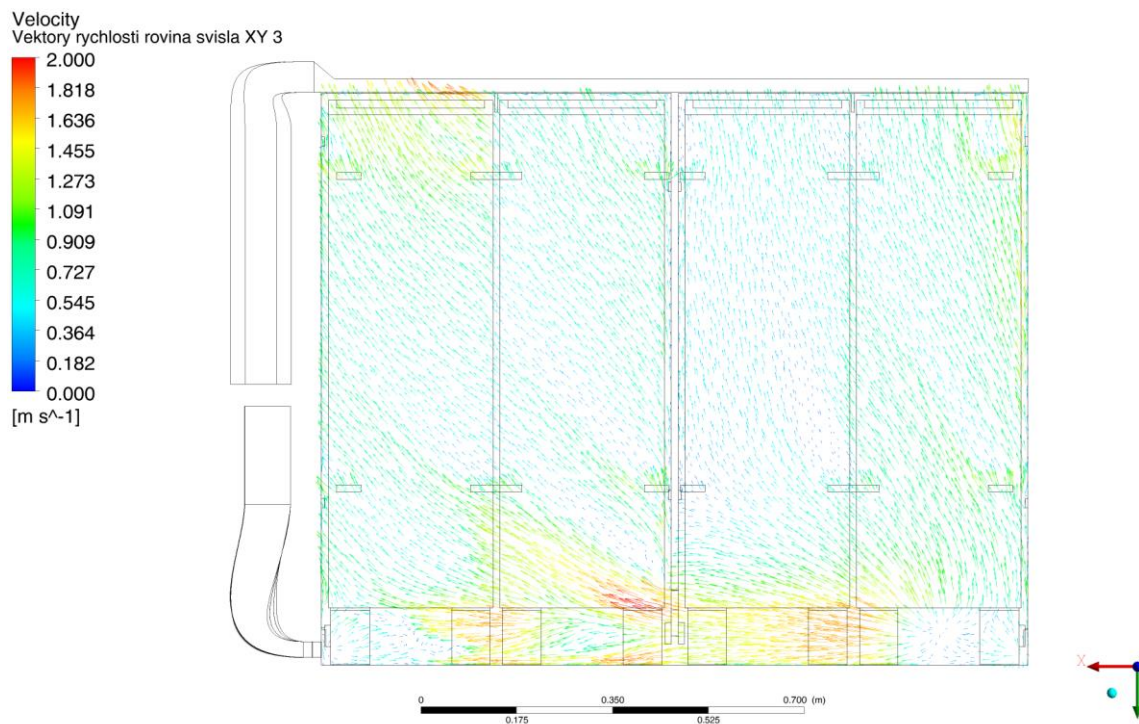 Velocity
Vektory rychlosti rovina svisla XY 3
2.000
1.818
1.636
1.455
1.273
1.091
0.909
0.727
0.545
0.364
0.182
0.000
[m s^-1]
X
0 0.350 0.700 (m)
0.175 0.525